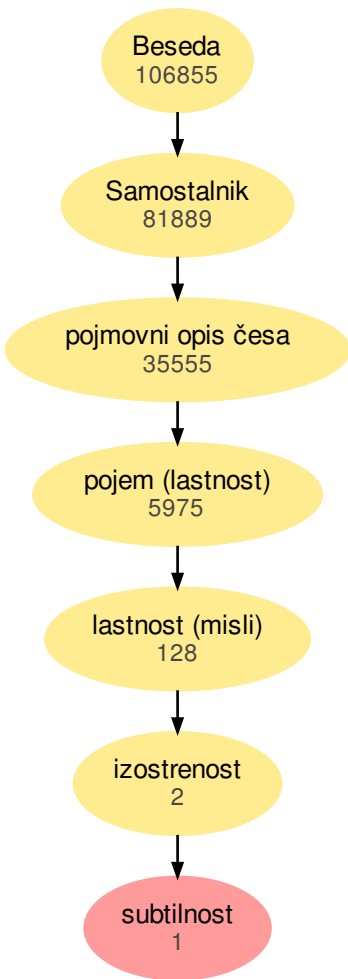 Beseda
106855
Samostalnik
81889
pojmovni opis česa
35555
pojem (lastnost)
5975
lastnost (misli)
128
izostrenost
2
subtilnost
1